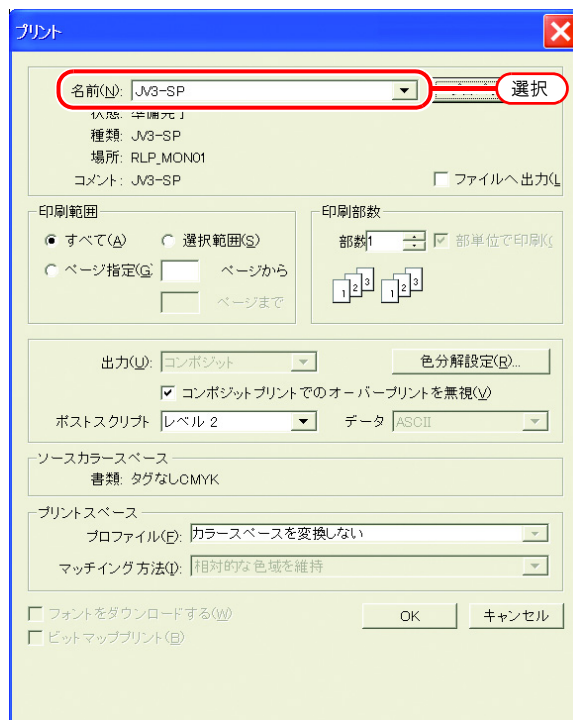 プリント
名前(N): JV3-SP
選択
状態: 準備完了
種類: JV3-SP
場所: RLP_MON01
コメント: JV3-SP
ファイルへ出力(L
印刷範囲
すべて(A) 選択範囲(S)
ページ指定(G ページから
ページまで
印刷部数
部数1 部単位で印刷(
1 2 3 1 2 3
出力(U): コンポジット 色分解設定(R)...
コンポジットプリントでのオーバープリントを無視(V)
ポストスクリプト レベル 2 データ ASCII
ソースカラースペース
書類: タグなしCMYK
プリントスペース
プロファイル(F): カラースペースを変換しない
マッチイング方法(I): 相対的な色域を維持
フォントをダウンロードする(W)
ビットマッププリント(B)
OK キャンセル